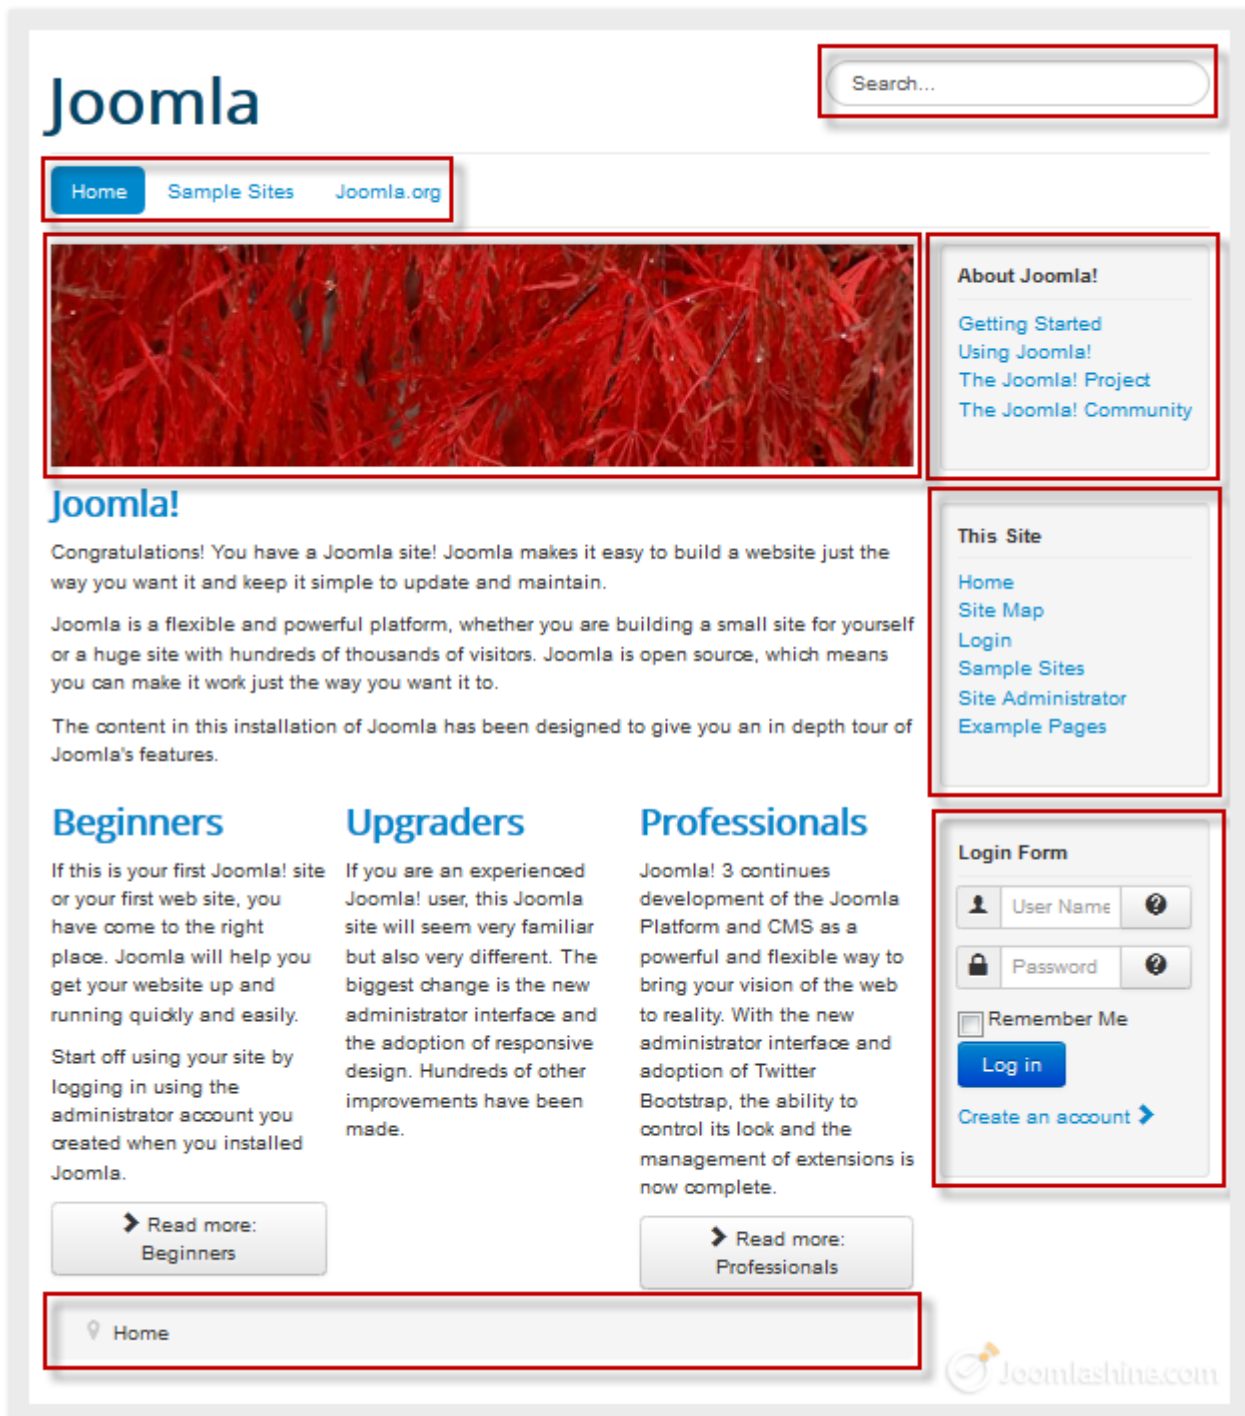 Joomla
Search...
Home
Sample Sites
Joomla.org
About Joomla!
Getting Started
Using Joomla!
The Joomla! Project
The Joomla! Community
Joomla!
Congratulations! You have a Joomla site! Joomla makes it easy to build a website just the
way you want it and keep it simple to update and maintain.
Joomla is a flexible and powerful platform, whether you are building a small site for yourself
or a huge site with hundreds of thousands of visitors. Joomla is open source, which means
you can make it work just the way you want it to.
The content in this installation of Joomla has been designed to give you an in depth tour of
Joomla's features.
This Site
Home
Site Map
Login
Sample Sites
Site Administrator
Example Pages
Beginners
If this is your first Joomla! site
or your first web site, you
have come to the right
place. Joomla will help you
get your website up and
running quickly and easily.
Start off using your site by
logging in using the
administrator account you
created when you installed
Joomla.
Read more:
Beginners
Upgraders
If you are an experienced
Joomla! user, this Joomla
site will seem very familiar
but also very different. The
biggest change is the new
administrator interface and
the adoption of responsive
design. Hundreds of other
improvements have been
made.
Professionals
Joomla! 3 continues
development of the Joomla
Platform and CMS as a
powerful and flexible way to
bring your vision of the web
to reality. With the new
administrator interface and
adoption of Twitter
Bootstrap, the ability to
control its look and the
management of extensions is
now complete.
Read more:
Professionals
Login Form
User Name
Password
Remember Me
Log in
Create an account
Home
Joomlashine.com